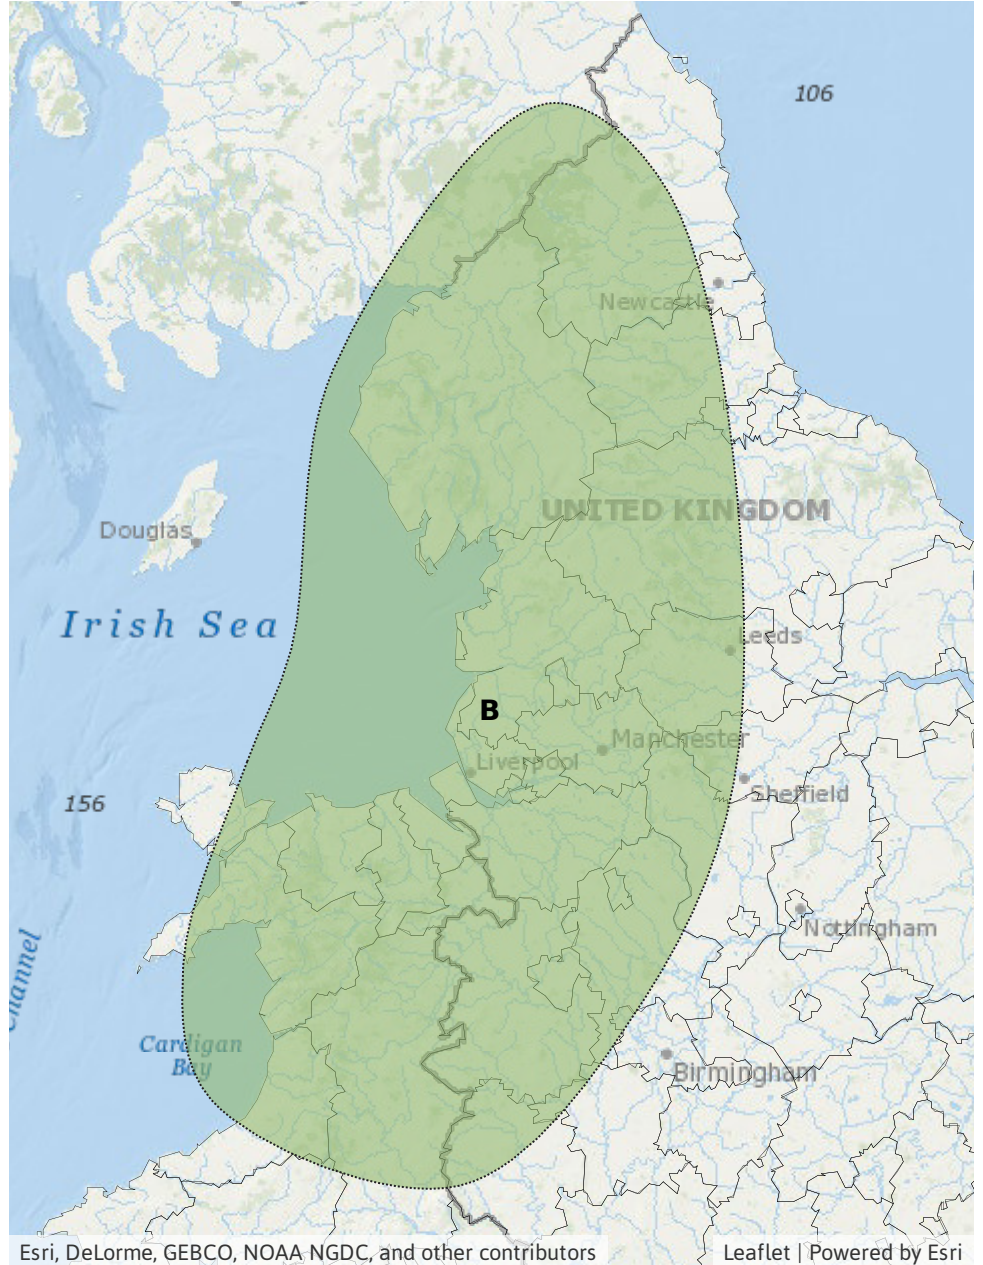 106
Newcastle
UNITED KINGDOM
Douglas
Irish Sea
Leeds
B
Manchester
Liverpool
Sheffield
156
Nottingham
Channel
Cardigan
Bay
Birmingham
Esri, DeLorme, GEBCO, NOAA NGDC, and other contributors
Leaflet | Powered by Esri